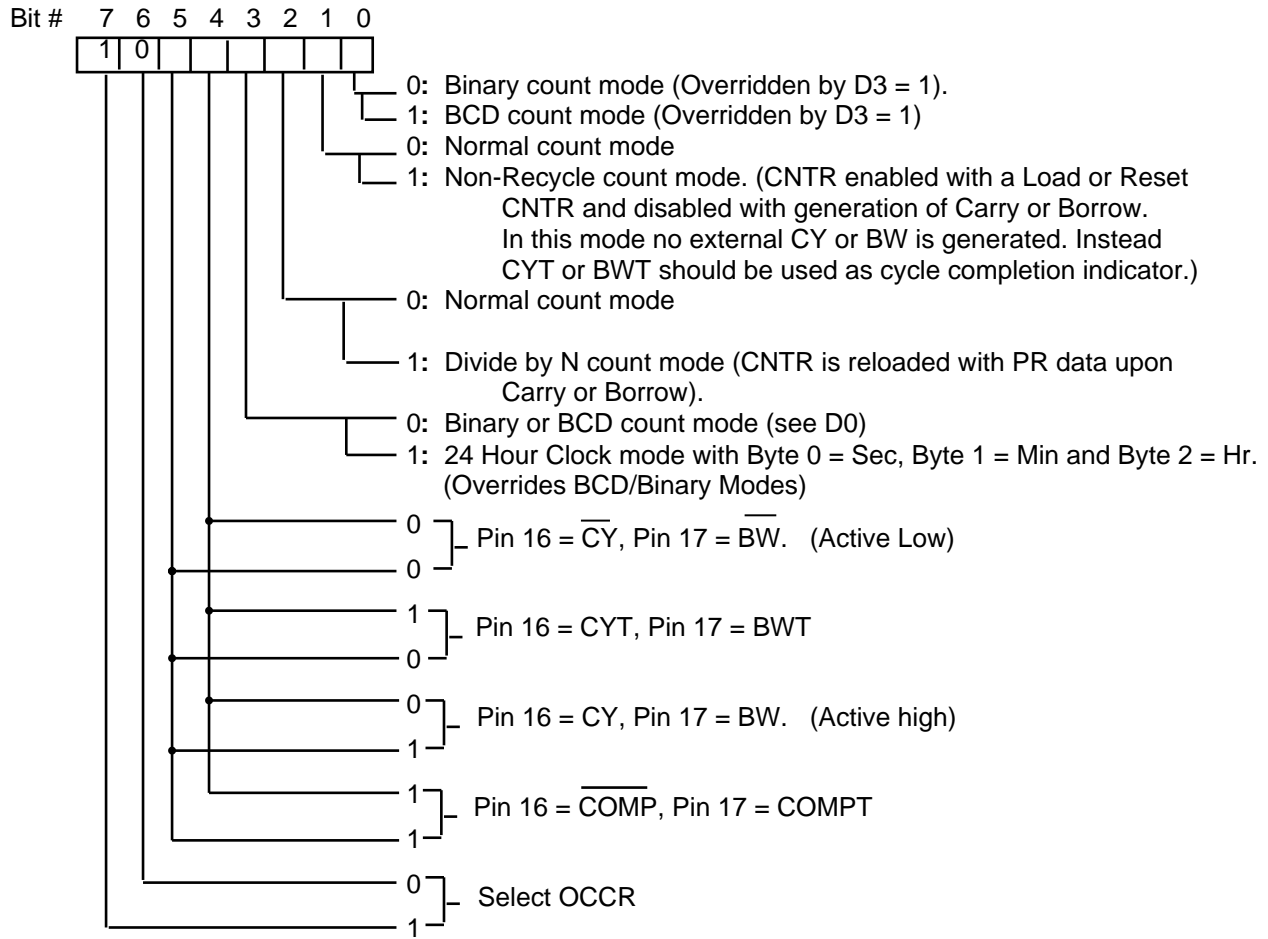 Bit # 7 6 5 4 3 2 1 0
1 0
0: Binary count mode (Overridden by D3 = 1).
1: BCD count mode (Overridden by D3 = 1)
0: Normal count mode
1: Non-Recycle count mode. (CNTR enabled with a Load or Reset
CNTR and disabled with generation of Carry or Borrow.
In this mode no external CY or BW is generated. Instead
CYT or BWT should be used as cycle completion indicator.)
0: Normal count mode
1: Divide by N count mode (CNTR is reloaded with PR data upon
Carry or Borrow).
0: Binary or BCD count mode (see D0)
1: 24 Hour Clock mode with Byte 0 = Sec, Byte 1 = Min and Byte 2 = Hr.
(Overrides BCD/Binary Modes)
0
Pin 16 = C̅Y̅, Pin 17 = B̅W̅. (Active Low)
0
1
Pin 16 = CYT, Pin 17 = BWT
0
0
Pin 16 = CY, Pin 17 = BW. (Active high)
1
1
Pin 16 = C̅O̅M̅P̅, Pin 17 = COMPT
1
0
Select OCCR
1